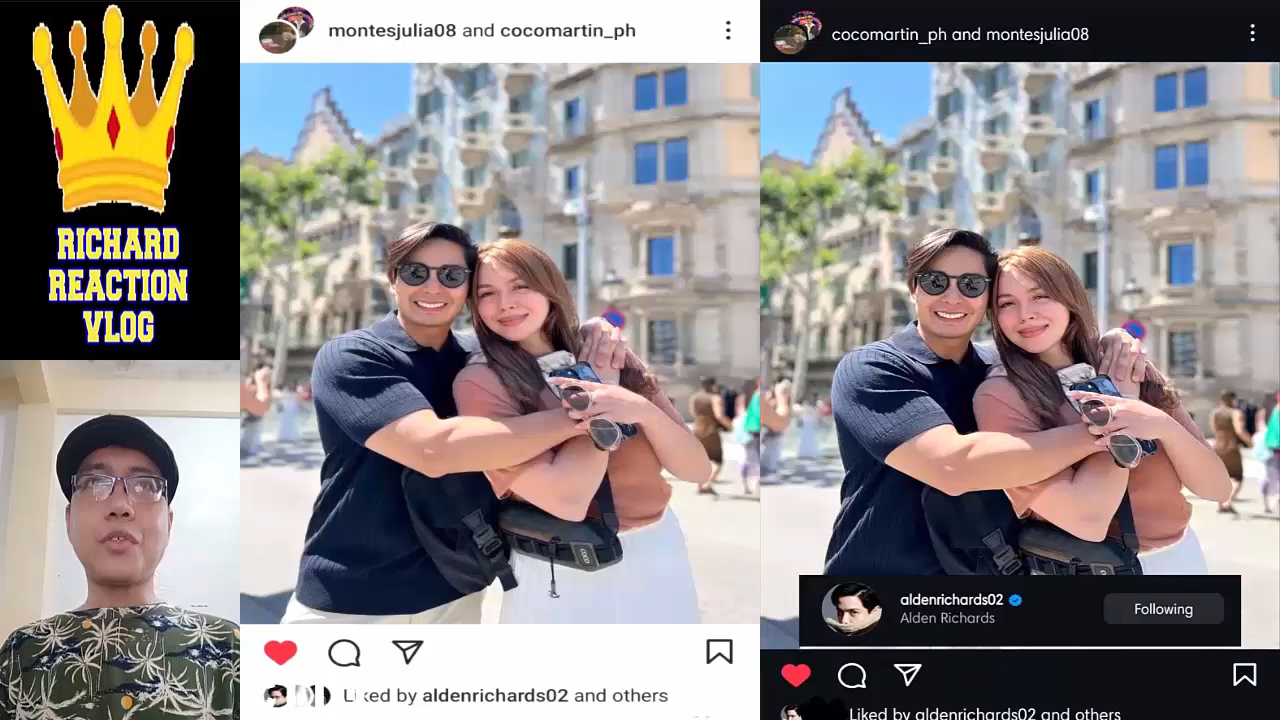 RICHARD
REACTION
VLOG
montesjulia08 and cocomartin_ph
Liked by aldenrichards02 and others
cocomartin_ph and montesjulia08
aldenrichards02
Alden Richards
Following
Liked by aldenrichards02 and others